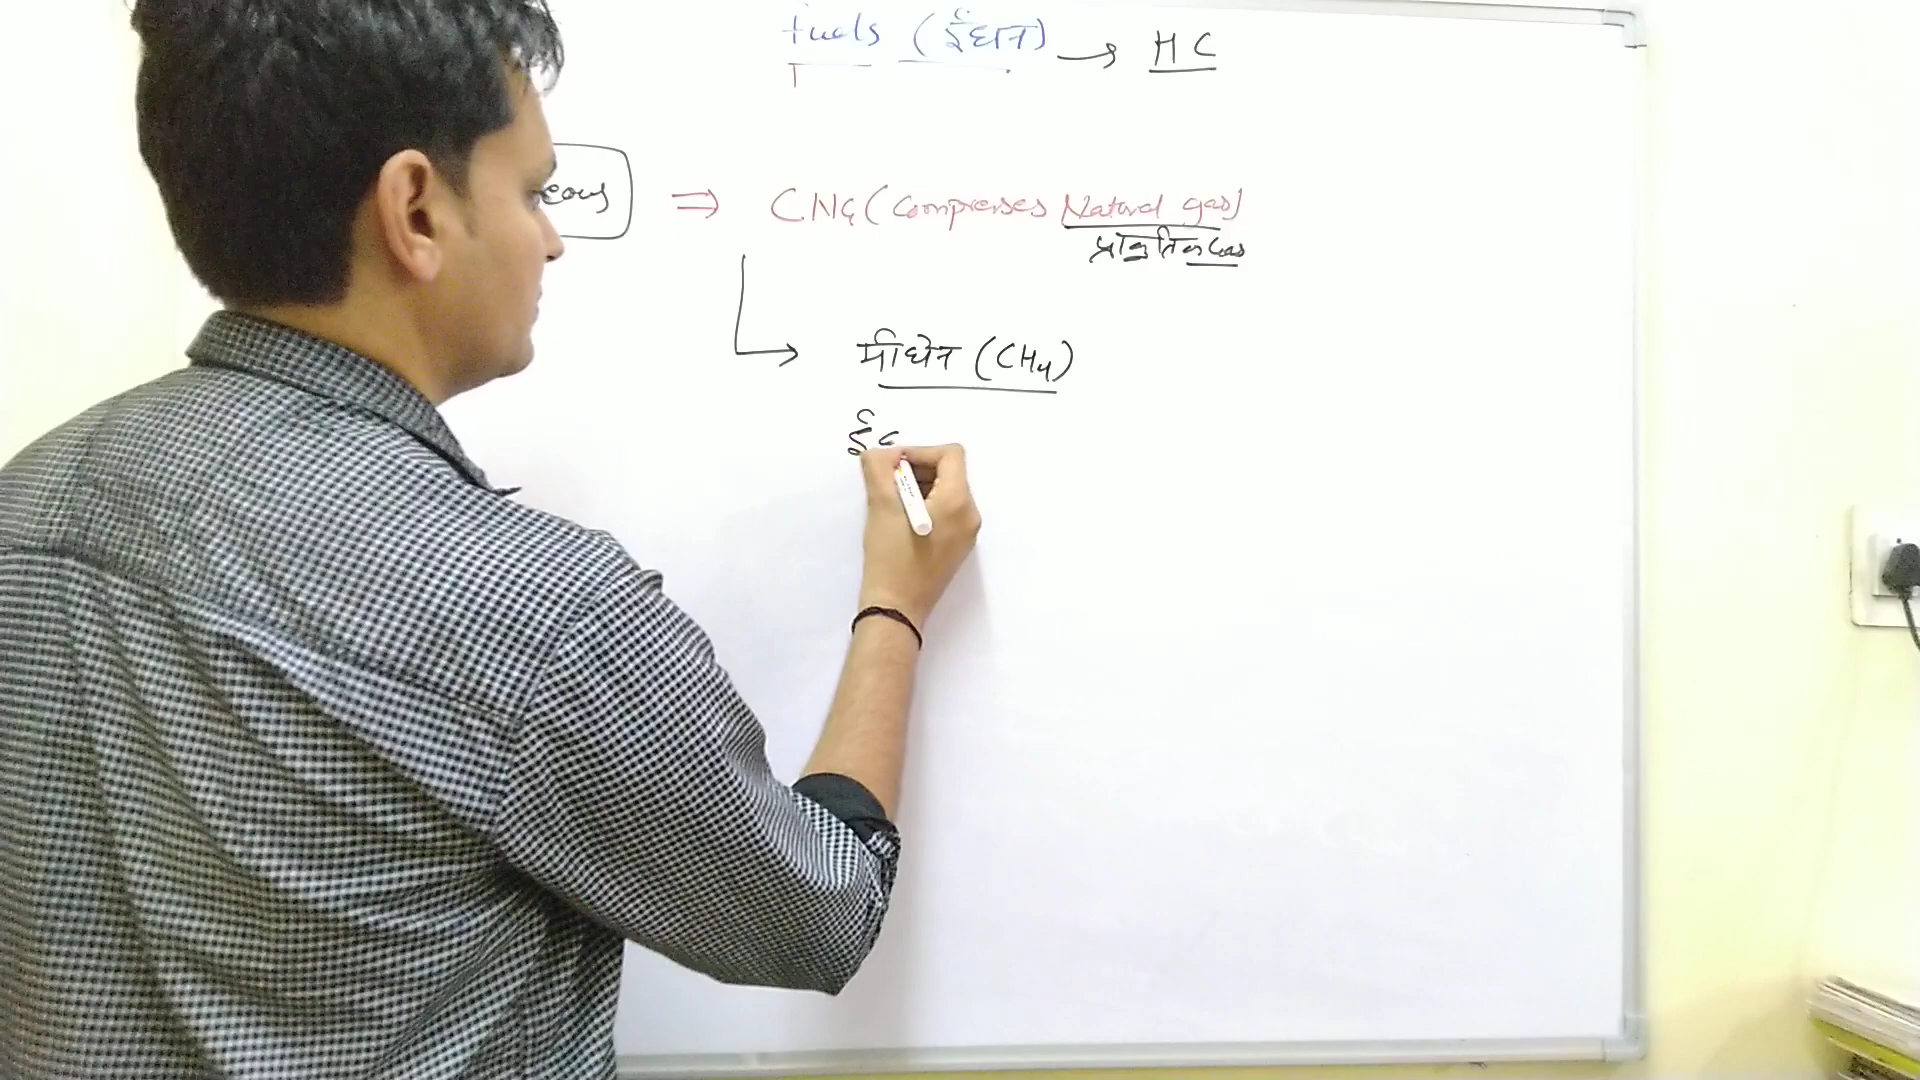 fuels (ईंधन) → HC
eous ⇒ CNG (Compresses Natural gas)
प्राकृतिक Gas
→ मीथेन (CH4)
ई